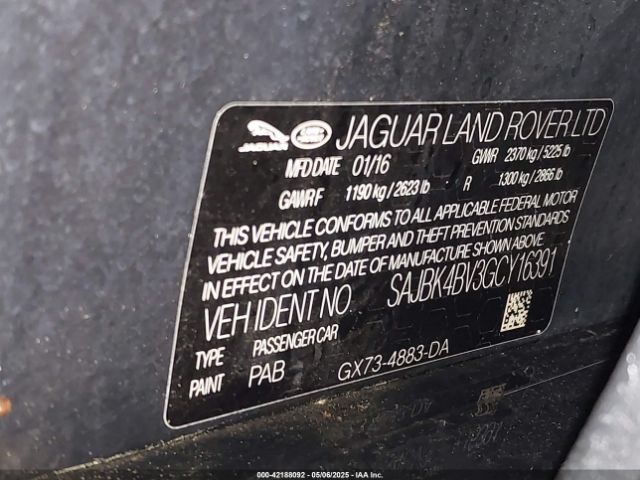 JAGUAR LAND ROVER LTD
JAGUAR
MFD DATE 01/16 GVWR 2370 kg / 5225 lb
GAWR F 1190 kg / 2623 lb R 1300 kg / 2866 lb
THIS VEHICLE CONFORMS TO ALL APPLICABLE FEDERAL MOTOR
VEHICLE SAFETY, BUMPER AND THEFT PREVENTION STANDARDS
IN EFFECT ON THE DATE OF MANUFACTURE SHOWN ABOVE.
VEH IDENT NO. SAJBK4BV3GCY16391
TYPE PASSENGER CAR
PAINT PAB GX73-4883-DA
000-42188092 - 05/06/2025 - IAA Inc.